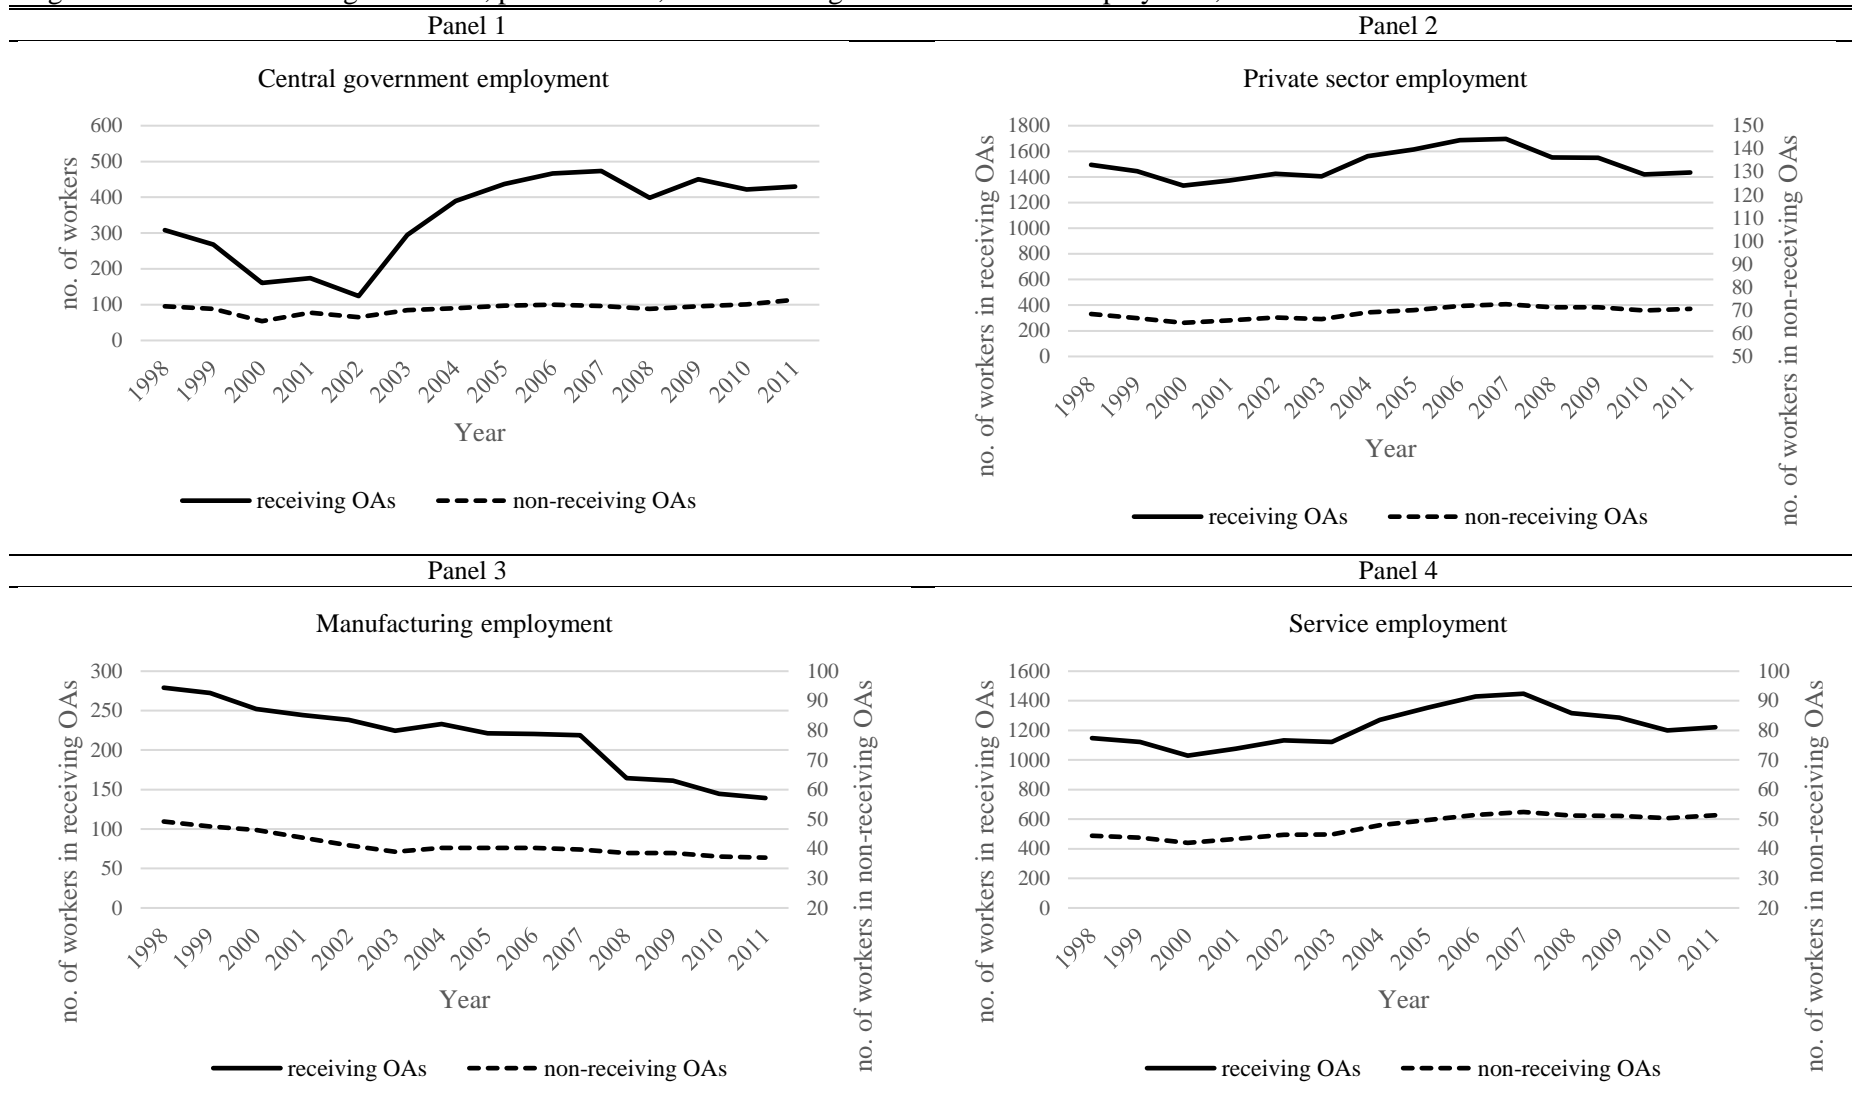 Panel 1
Panel 2
Central government employment
no. of workers
600
500
400
300
200
100
0
1998 1999 2000 2001 2002 2003 2004 2005 2006 2007 2008 2009 2010 2011
Year
receiving OAs non-receiving OAs
Private sector employment
no. of workers in receiving OAs
1800
1600
1400
1200
1000
800
600
400
200
0
150
140
130
120
110
100
90
80
70
60
50
no. of workers in non-receiving OAs
1998 1999 2000 2001 2002 2003 2004 2005 2006 2007 2008 2009 2010 2011
Year
receiving OAs non-receiving OAs
Panel 3
Panel 4
Manufacturing employment
no. of workers in receiving OAs
300
250
200
150
100
50
0
100
90
80
70
60
50
40
30
20
no. of workers in non-receiving OAs
1998 1999 2000 2001 2002 2003 2004 2005 2006 2007 2008 2009 2010 2011
Year
receiving OAs non-receiving OAs
Service employment
no. of workers in receiving OAs
1600
1400
1200
1000
800
600
400
200
0
100
90
80
70
60
50
40
30
20
no. of workers in non-receiving OAs
1998 1999 2000 2001 2002 2003 2004 2005 2006 2007 2008 2009 2010 2011
Year
receiving OAs non-receiving OAs